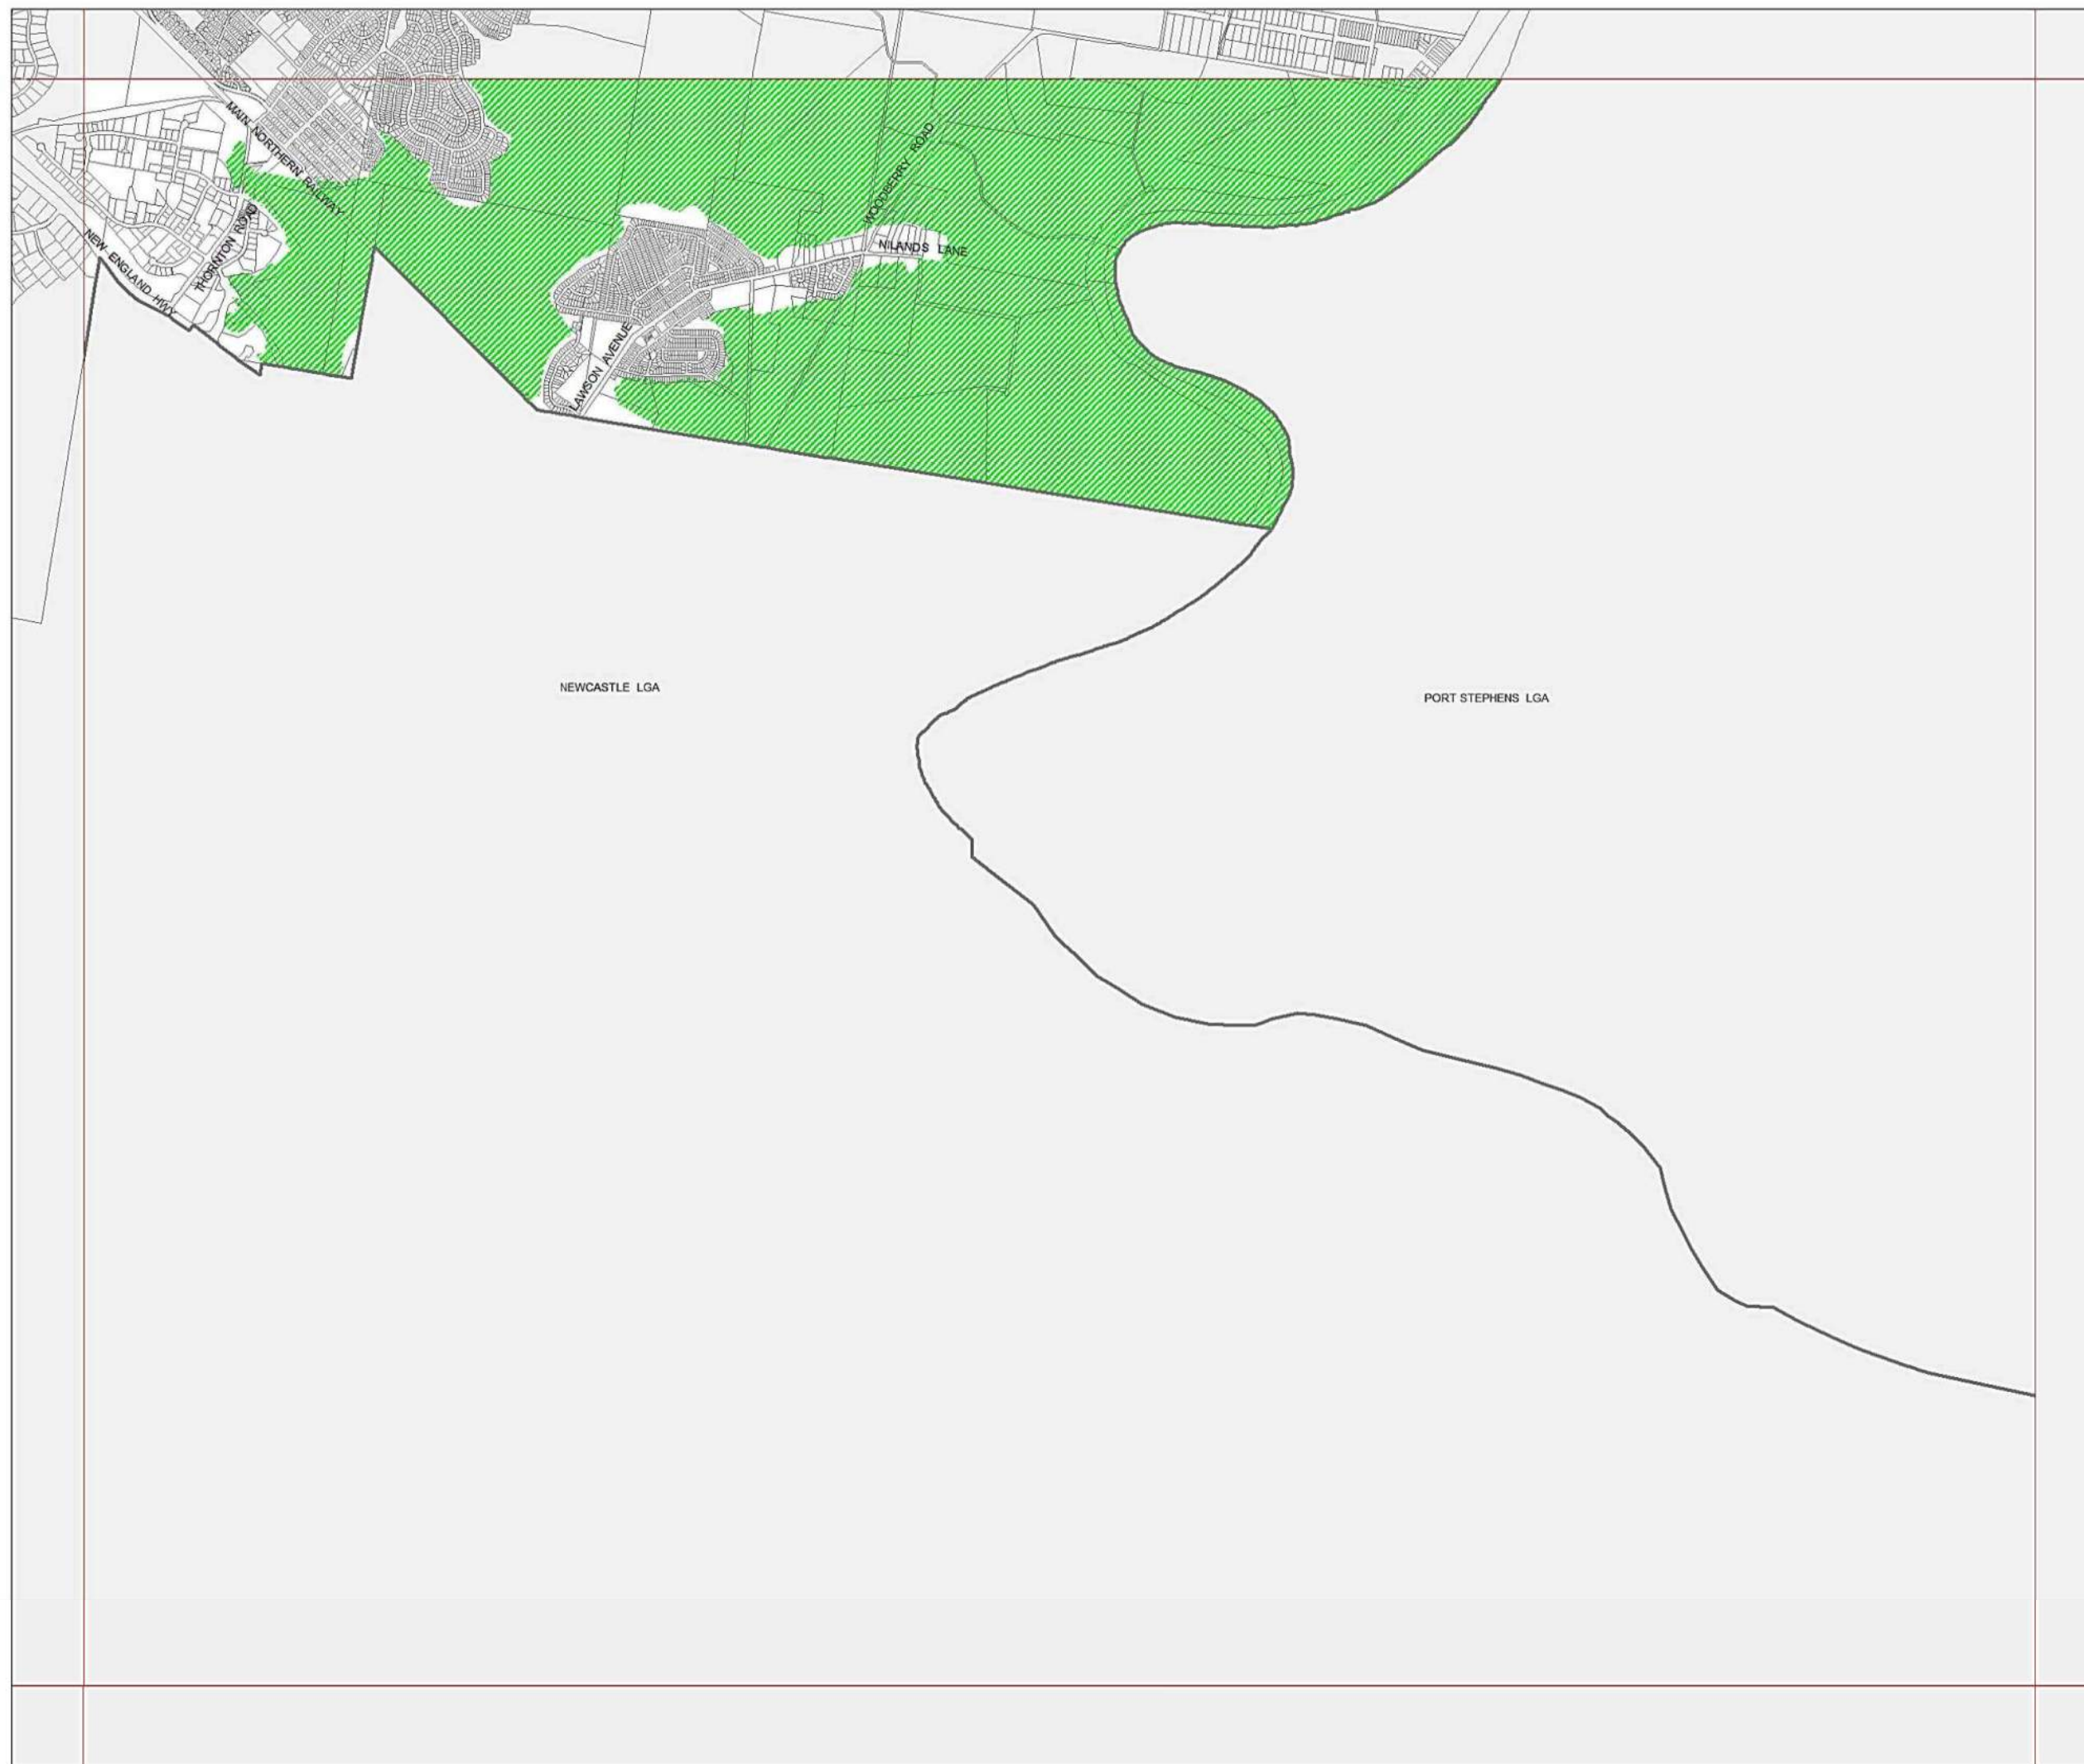 MAIN NORTHERN RAILWAY
WOODBERRY ROAD
THORNTON ROAD
NEW ENGLAND HWY
NILANDS LANE
LAWSON AVENUE
NEWCASTLE LGA
PORT STEPHENS LGA